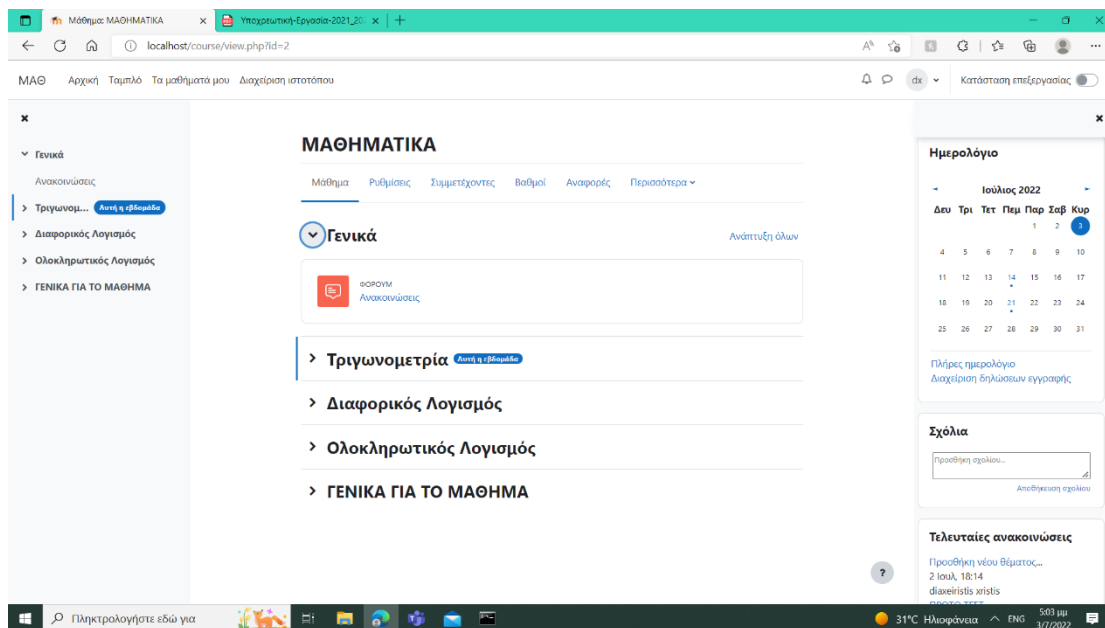 Μάθημα: ΜΑΘΗΜΑΤΙΚΑ
Υποχρεωτική-Εργασία-2021_20
localhost/course/view.php?id=2
ΜΑΘ Αρχική Ταμπλό Τα μαθήματά μου Διαχείριση ιστοτόπου
dx Κατάσταση επεξεργασίας
Γενικά
Ανακοινώσεις
Τριγωνομ... Αυτή η εβδομάδα
Διαφορικός Λογισμός
Ολοκληρωτικός Λογισμός
ΓΕΝΙΚΑ ΓΙΑ ΤΟ ΜΑΘΗΜΑ
ΜΑΘΗΜΑΤΙΚΑ
Μάθημα Ρυθμίσεις Συμμετέχοντες Βαθμοί Αναφορές Περισσότερα
Γενικά
Ανάπτυξη όλων
ΦΟΡΟΥΜ
Ανακοινώσεις
Τριγωνομετρία Αυτή η εβδομάδα
Διαφορικός Λογισμός
Ολοκληρωτικός Λογισμός
ΓΕΝΙΚΑ ΓΙΑ ΤΟ ΜΑΘΗΜΑ
Ημερολόγιο
Ιούλιος 2022
Δευ Τρι Τετ Πεμ Παρ Σαβ Κυρ
1 2 3
4 5 6 7 8 9 10
11 12 13 14 15 16 17
18 19 20 21 22 23 24
25 26 27 28 29 30 31
Πλήρες ημερολόγιο
Διαχείριση δηλώσεων εγγραφής
Σχόλια
Προσθήκη σχολίου...
Αποθήκευση σχολίου
Τελευταίες ανακοινώσεις
Προσθήκη νέου θέματος...
2 Ιουλ, 18:14
diaxeiristis xristis
?
Πληκτρολογήστε εδώ για
31°C Ηλιοφάνεια ENG
5:03 μμ
3/7/2022